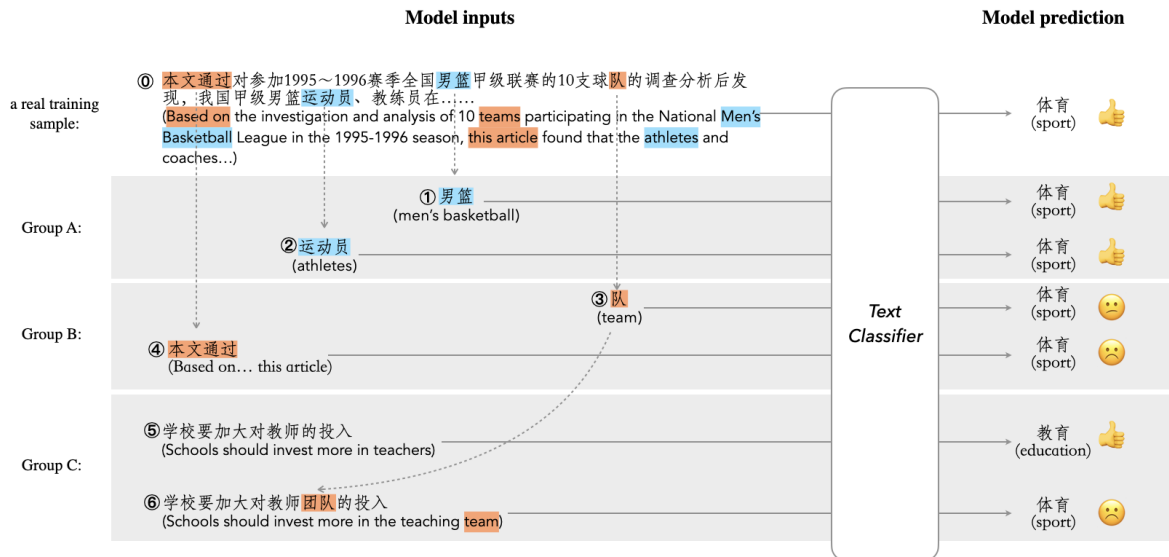 Model inputs
Model prediction
a real training sample:
⓪ 本文通过对参加1995～1996赛季全国男篮甲级联赛的10支球队的调查分析后发
现，我国甲级男篮运动员、教练员在……
(Based on the investigation and analysis of 10 teams participating in the National Men's
Basketball League in the 1995-1996 season, this article found that the athletes and
coaches…)
体育
(sport)
Group A:
① 男篮
(men's basketball)
体育
(sport)
② 运动员
(athletes)
体育
(sport)
Group B:
③ 队
(team)
体育
(sport)
④ 本文通过
(Based on… this article)
体育
(sport)
Text
Classifier
Group C:
⑤ 学校要加大对教师的投入
(Schools should invest more in teachers)
教育
(education)
⑥ 学校要加大对教师团队的投入
(Schools should invest more in the teaching team)
体育
(sport)